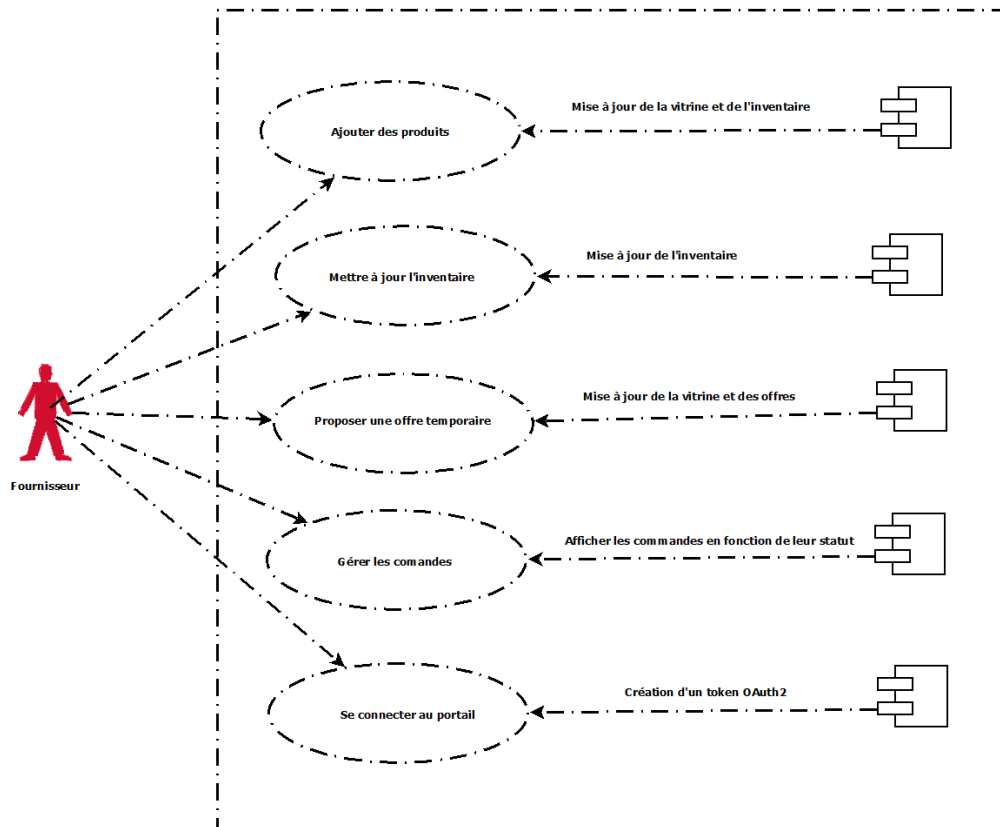 Mise à jour de la vitrine et de l'inventaire
Ajouter des produits
Mise à jour de l'inventaire
Mettre à jour l'inventaire
Mise à jour de la vitrine et des offres
Proposer une offre temporaire
Fournisseur
Afficher les commandes en fonction de leur statut
Gérer les comandes
Création d'un token OAuth2
Se connecter au portail